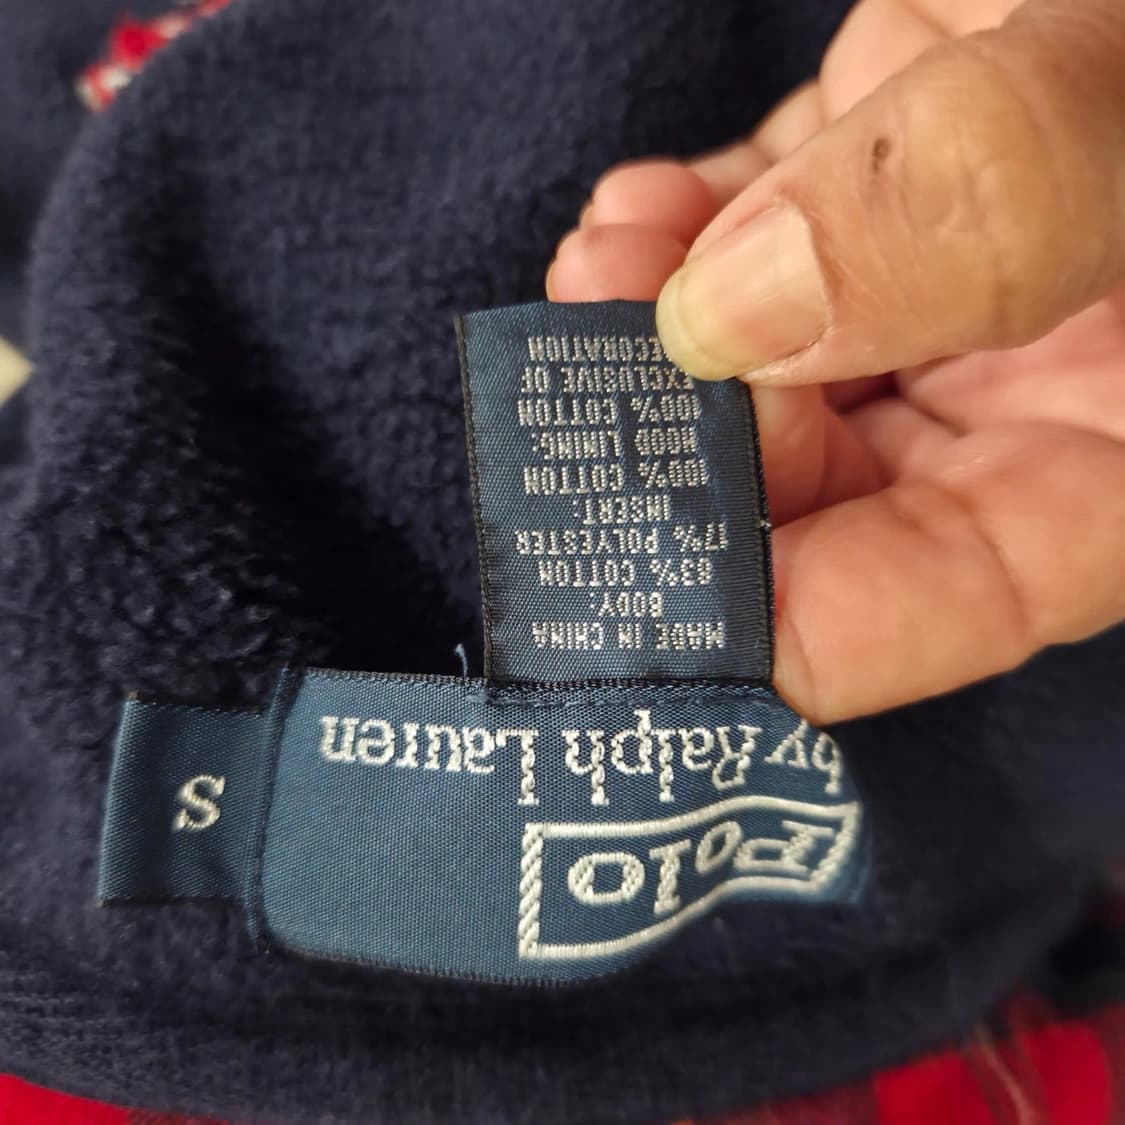 Polo
by Ralph Lauren
S
MADE IN CHINA
BODY:
83% COTTON
17% POLYESTER
INSERT:
100% COTTON
HOOD LINING:
100% COTTON
EXCLUSIVE OF
DECORATION